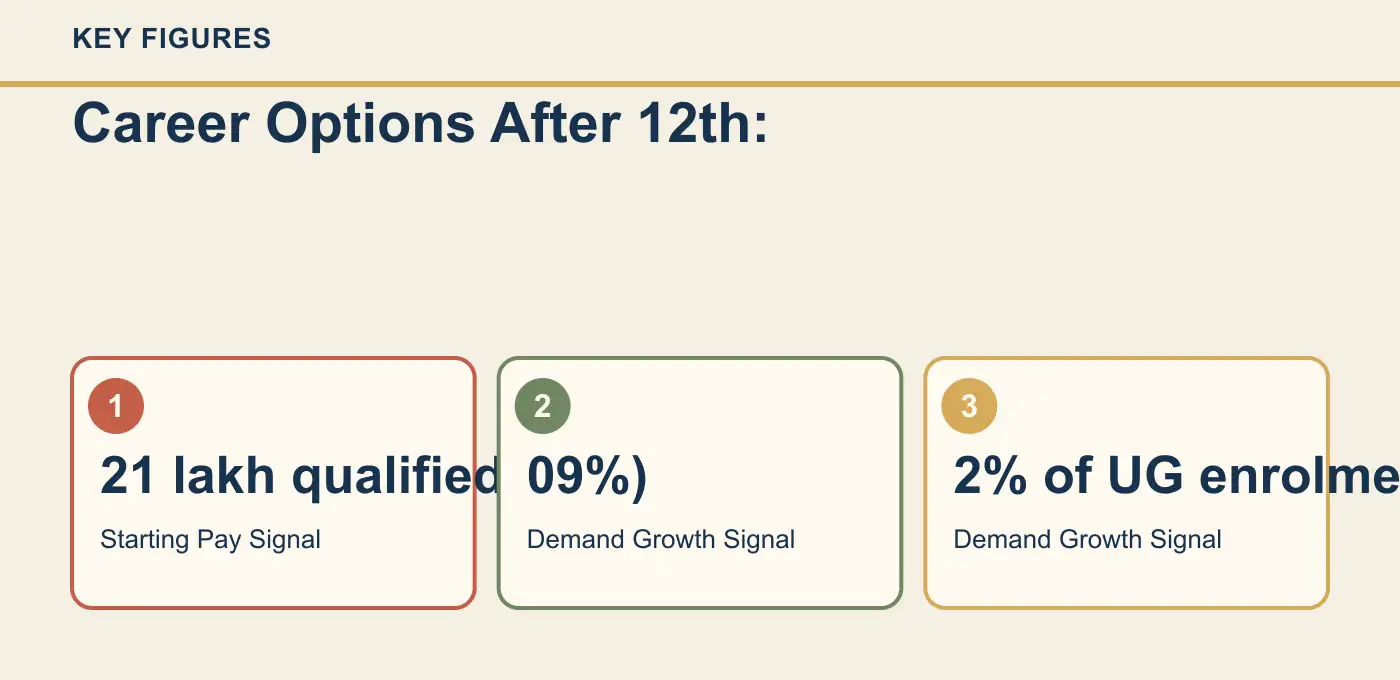 KEY FIGURES
Career Options After 12th:
1
21 lakh qualified
Starting Pay Signal
2
09%)
Demand Growth Signal
3
2% of UG enrolme
Demand Growth Signal